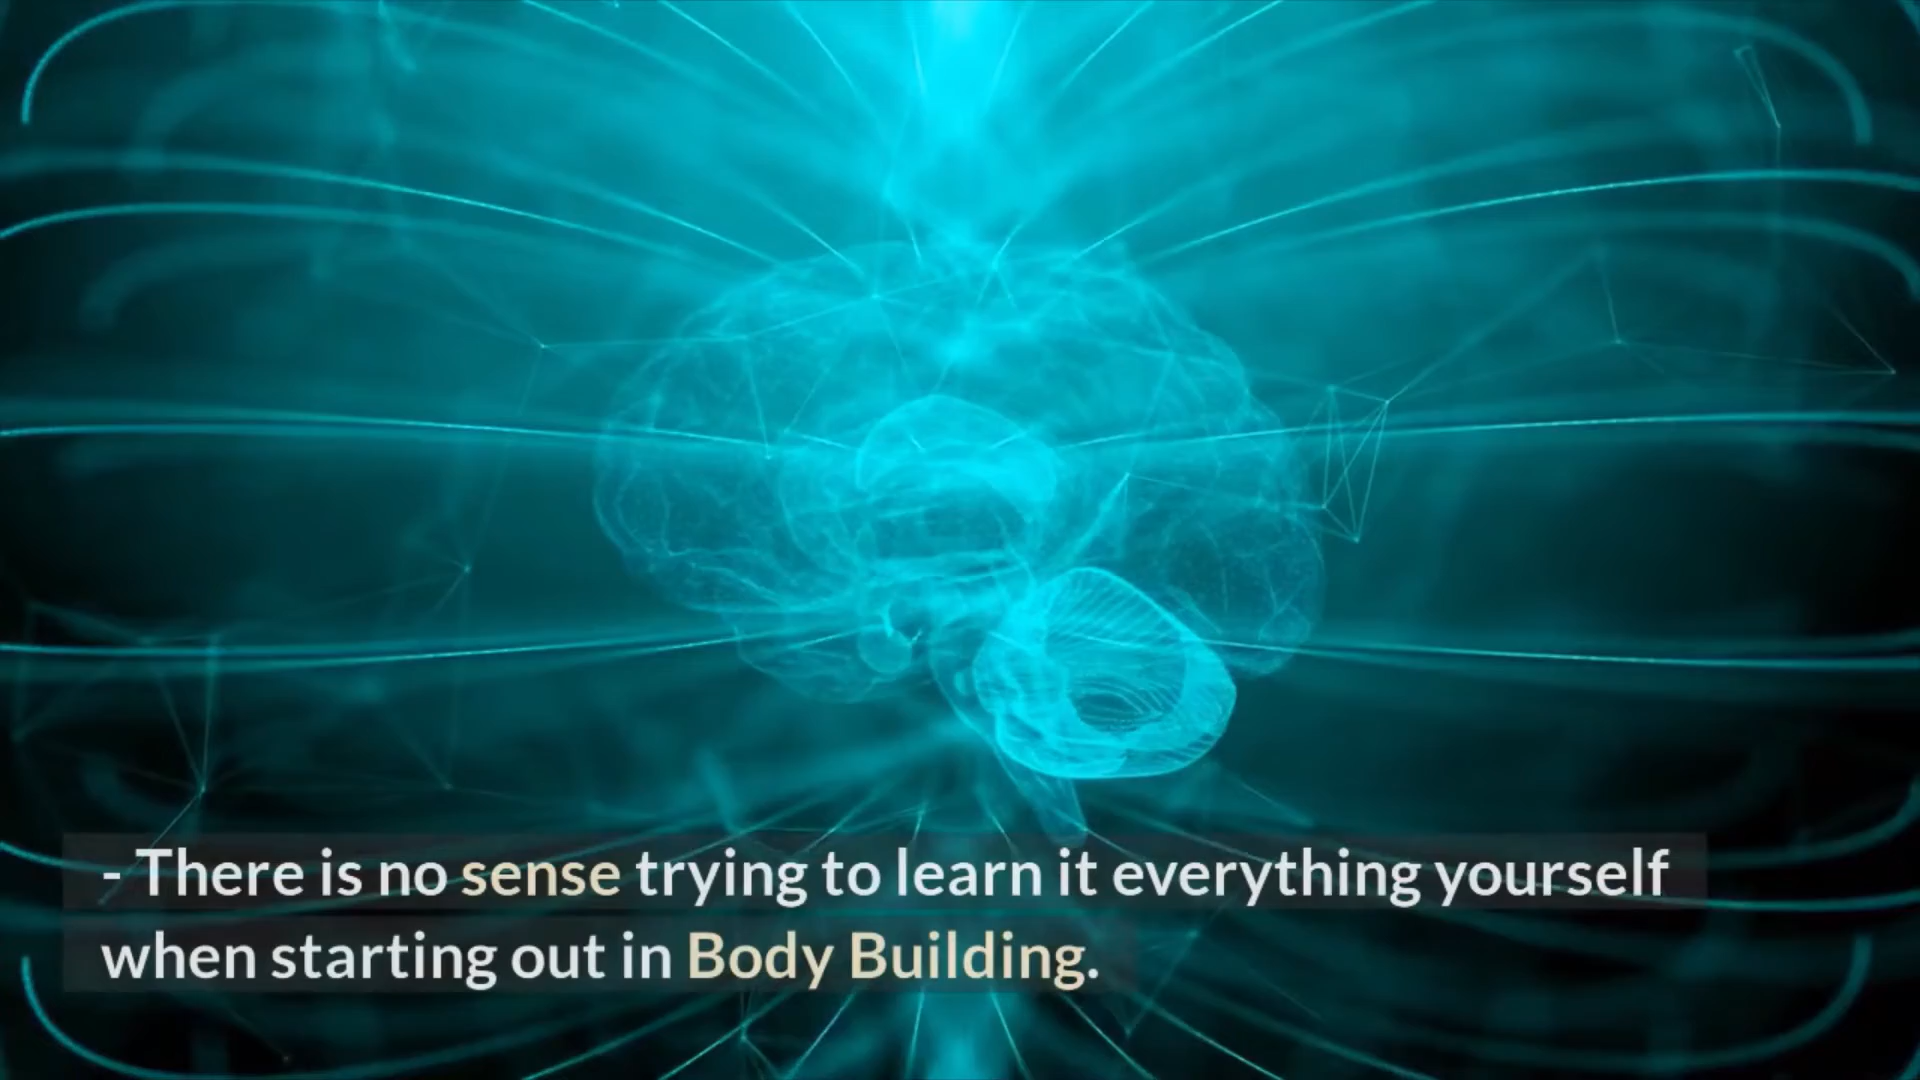 - There is no sense trying to learn it everything yourself
when starting out in Body Building.